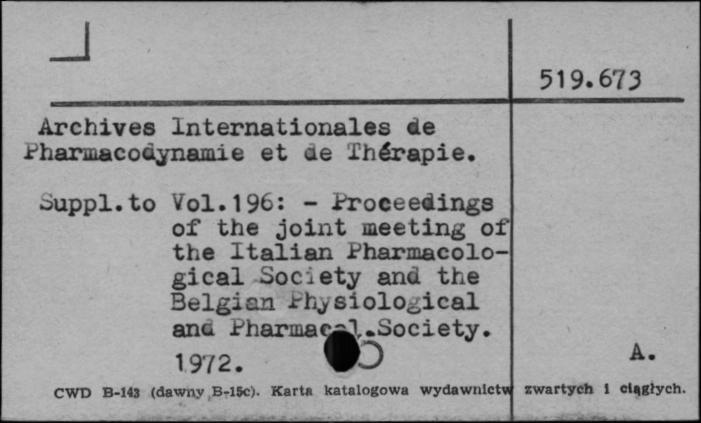 519.673
Archives Internationales de
Pharmacodynamie et de Thérapie.
Suppl.to Vol.196: - Proceedings
of the joint meeting of
the Italian Pharmacolo-
gical Society and the
Belgian Physiological
and Pharmacol.Society.
1972.
A.
CWD B-143 (dawny B-15c). Karta katalogowa wydawnictw zwartych i ciągłych.